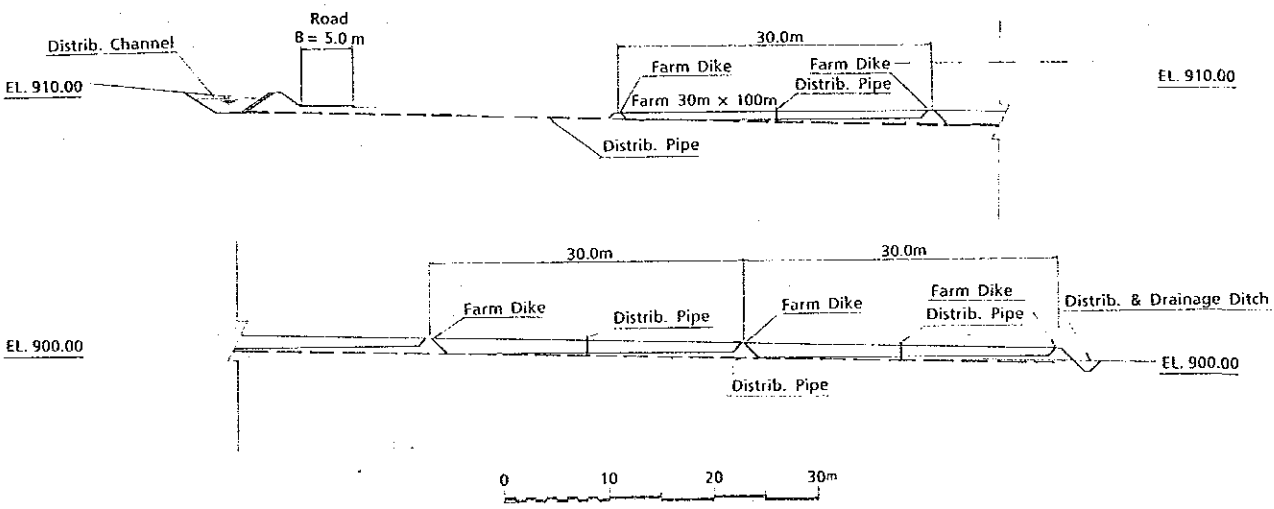 Road
B = 5.0 m
Distrib. Channel
30.0m
EL. 910.00
Farm Dike
Farm Dike
EL. 910.00
Distrib. Pipe
Farm 30m × 100m
Distrib. Pipe
30.0m
30.0m
Farm Dike
Distrib. Pipe
Farm Dike
Farm Dike
Distrib. Pipe
Distrib. & Drainage Ditch
EL. 900.00
EL. 900.00
Distrib. Pipe
0 10 20 30m